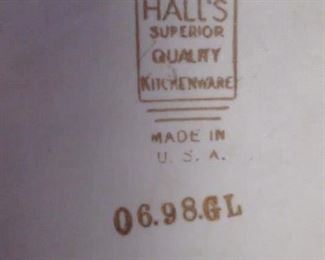 HALL'S
SUPERIOR
QUALITY
KITCHENWARE
MADE IN
U. S. A.
06.98.GL